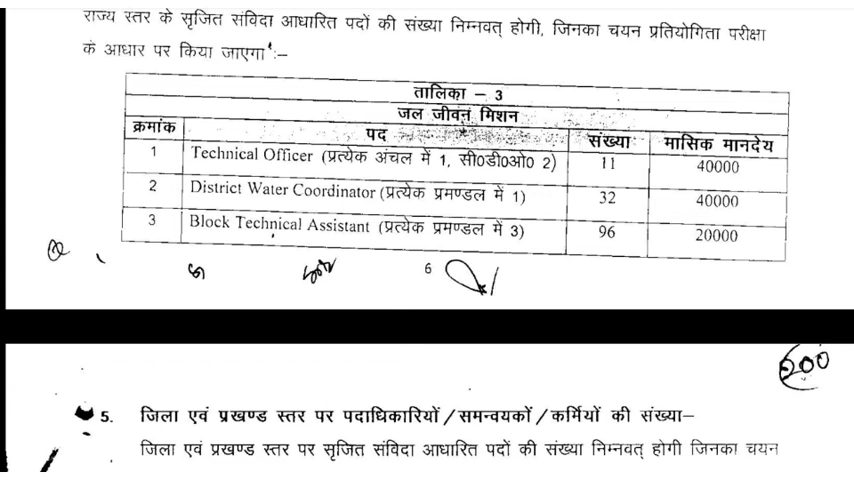 राज्य स्तर के सृजित संविदा आधारित पदों की संख्या निम्नवत् होगी, जिनका चयन प्रतियोगिता परीक्षा
के आधार पर किया जाएगा :–
तालिका – 3
जल जीवन मिशन
क्रमांक पद संख्या मासिक मानदेय
1 Technical Officer (प्रत्येक अंचल में 1, सी0डी0ओ0 2) 11 40000
2 District Water Coordinator (प्रत्येक प्रमण्डल में 1) 32 40000
3 Block Technical Assistant (प्रत्येक प्रमण्डल में 3) 96 20000
6
200
5. जिला एवं प्रखण्ड स्तर पर पदाधिकारियों/समन्वयकों/कर्मियों की संख्या–
जिला एवं प्रखण्ड स्तर पर सृजित संविदा आधारित पदों की संख्या निम्नवत् होगी जिनका चयन